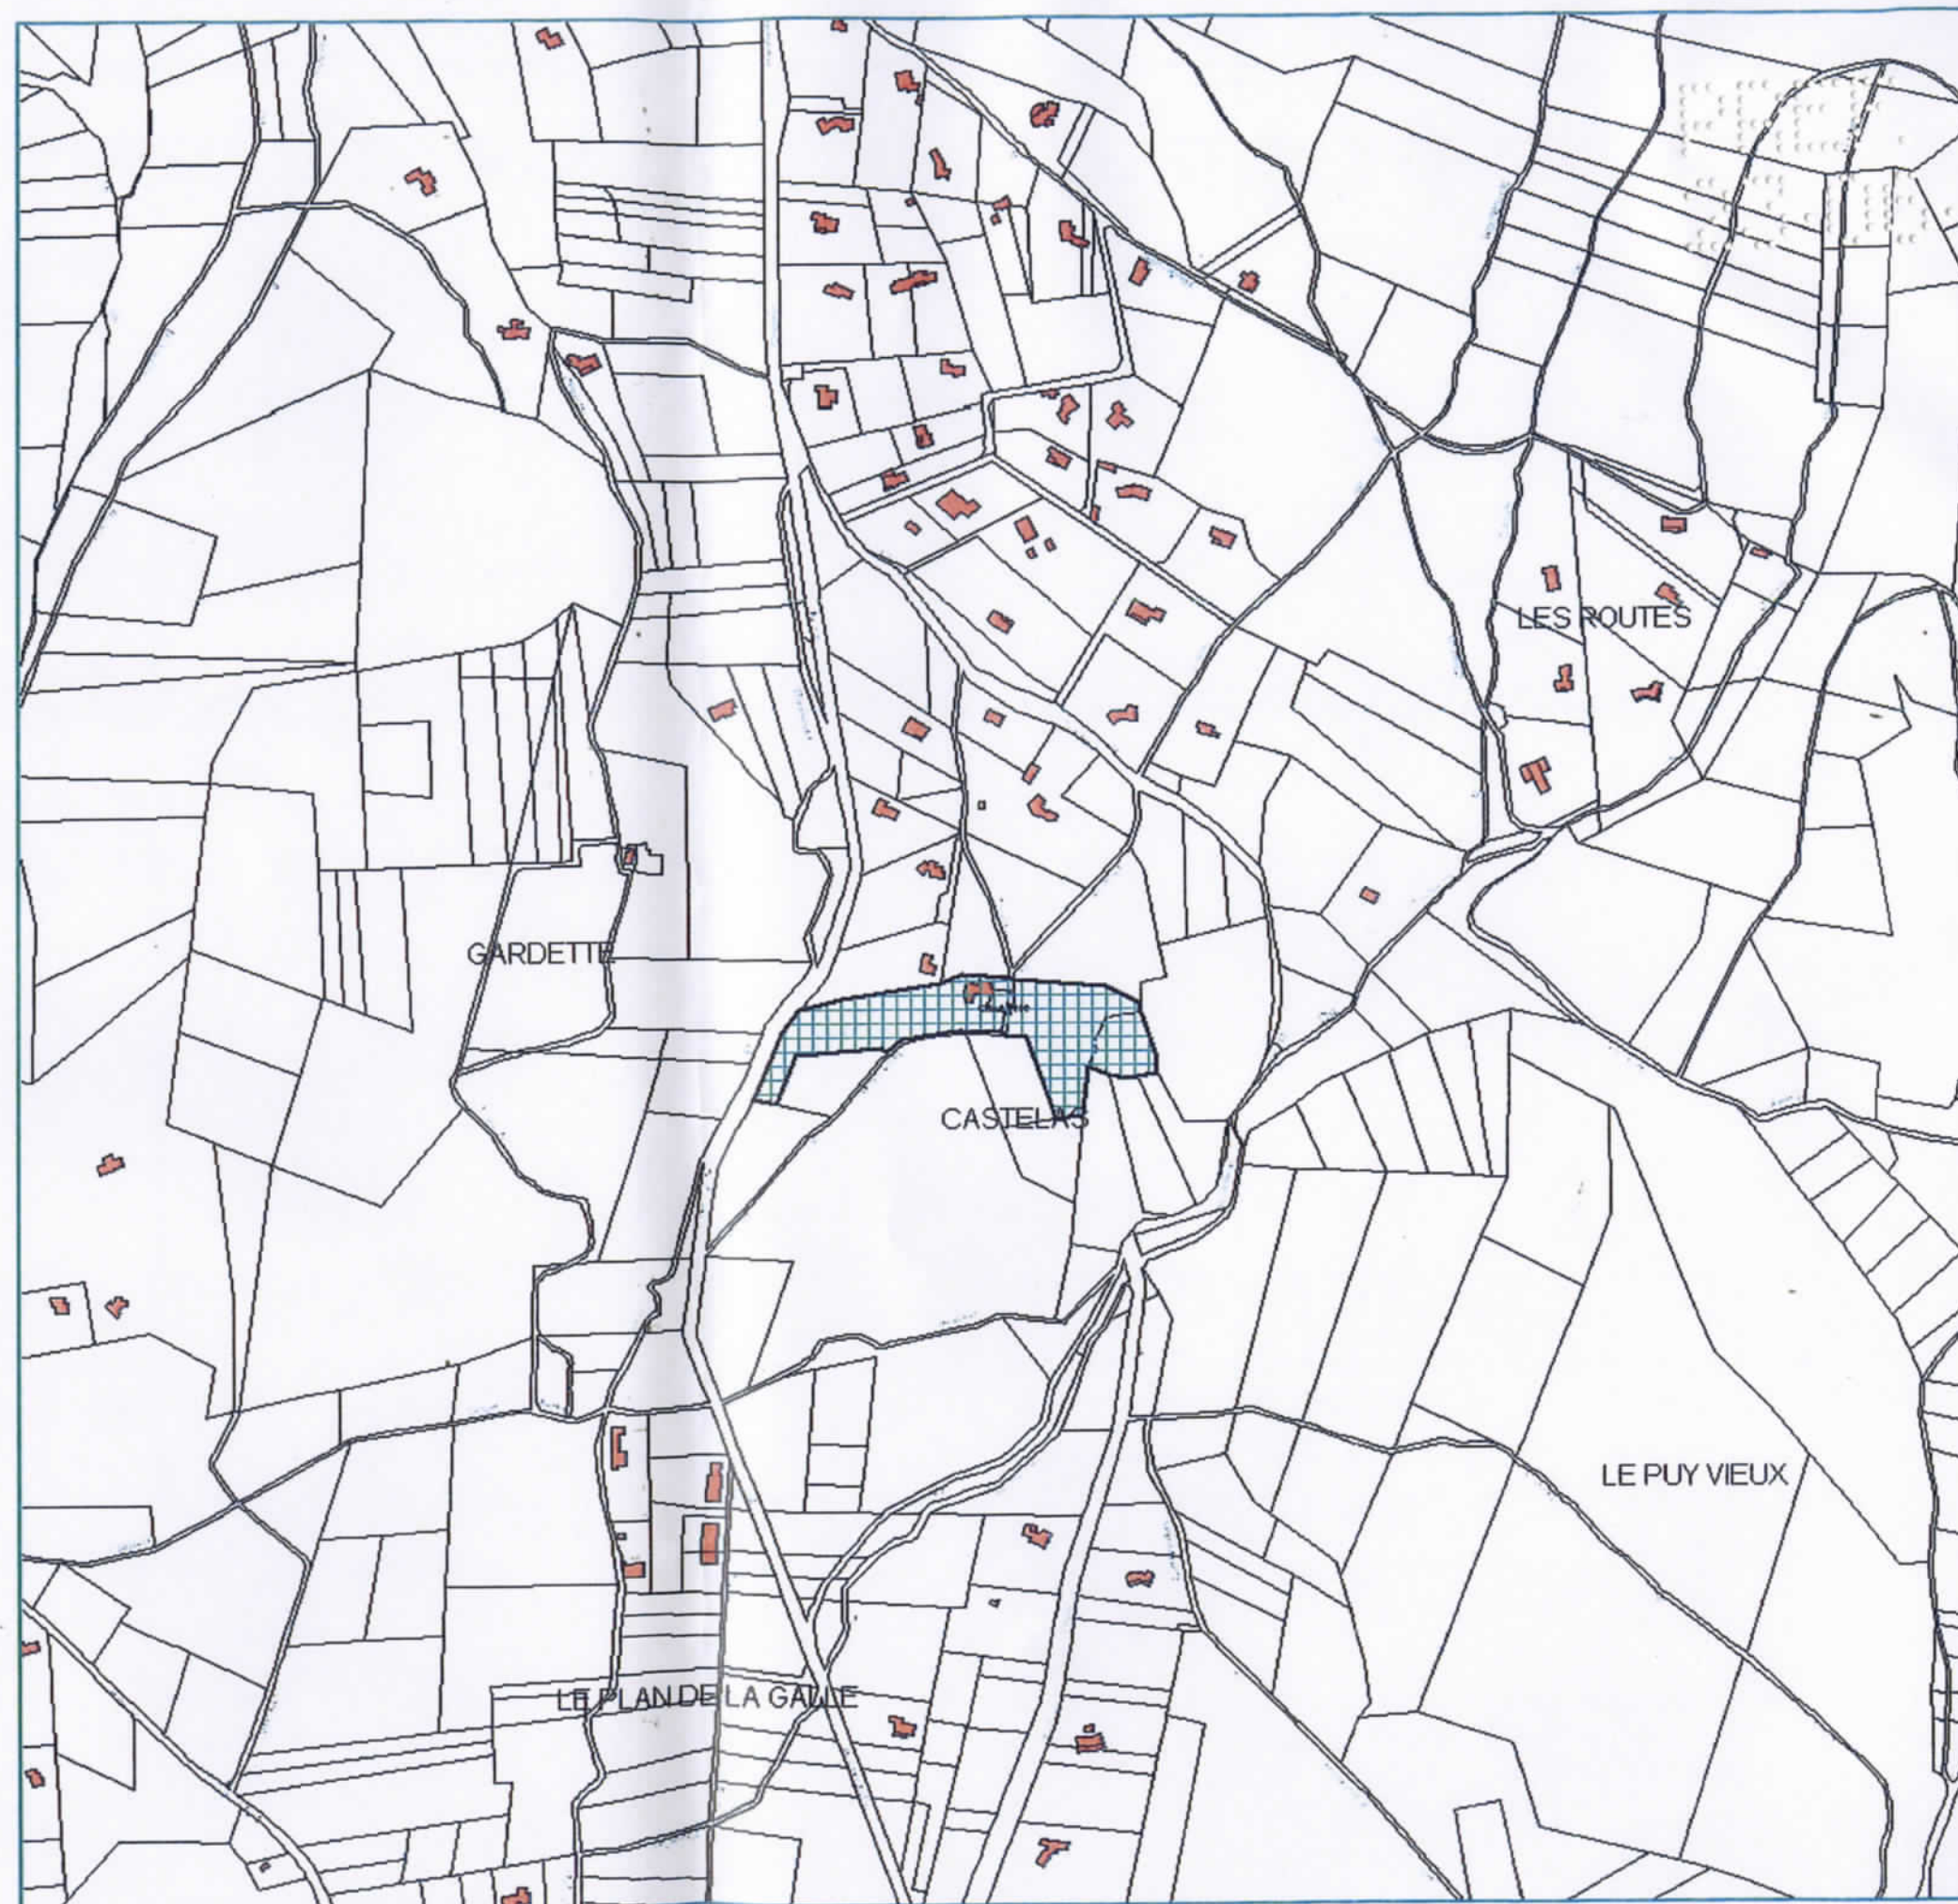 LES ROUTES
GARDETTE
CASTELAS
LE PUY VIEUX
LE PLAN DE LA GALLE